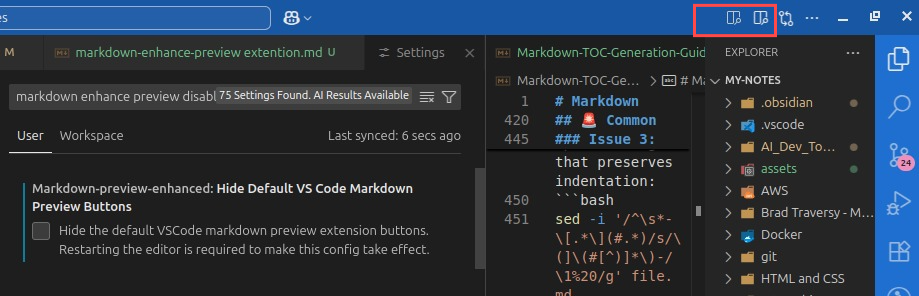 es
M
markdown-enhance-preview extention.md U
Settings
Markdown-TOC-Generation-Guid
EXPLORER
markdown enhance preview disabl
75 Settings Found. AI Results Available
User
Workspace
Last synced: 6 secs ago
Markdown-preview-enhanced: Hide Default VS Code Markdown
Preview Buttons
Hide the default VSCode markdown preview extension buttons.
Restarting the editor is required to make this config take effect.
Markdown-TOC-Ge... > # Ma
1 # Markdown
420 ## 🚨 Common
445 ### Issue 3:
that preserves
indentation:
450 ```bash
451 sed -i '/^\s*-
\[.*\](#.*)/s/\
(]\(#[^)]*\)-/
\1%20/g' file.
md
MY-NOTES
.obsidian
.vscode
AI_Dev_To...
assets
AWS
Brad Traversy - M...
Docker
git
HTML and CSS
24